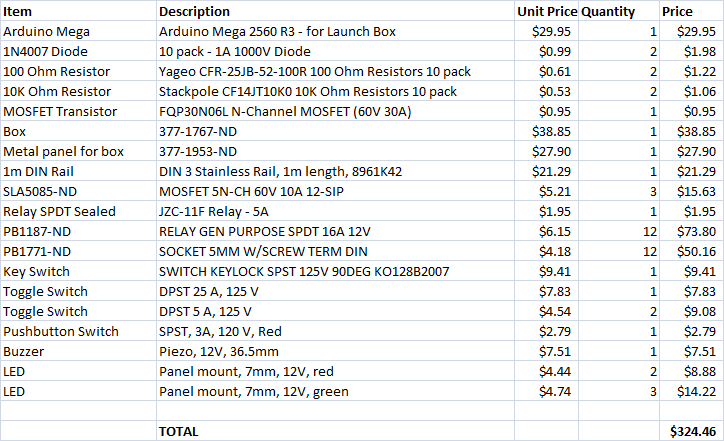 Item Description Unit Price Quantity Price
Arduino Mega Arduino Mega 2560 R3 - for Launch Box $29.95 1 $29.95
1N4007 Diode 10 pack - 1A 1000V Diode $0.99 2 $1.98
100 Ohm Resistor Yageo CFR-25JB-52-100R 100 Ohm Resistors 10 pack $0.61 2 $1.22
10K Ohm Resistor Stackpole CF14JT10K0 10K Ohm Resistors 10 pack $0.53 2 $1.06
MOSFET Transistor FQP30N06L N-Channel MOSFET (60V 30A) $0.95 1 $0.95
Box 377-1767-ND $38.85 1 $38.85
Metal panel for box 377-1953-ND $27.90 1 $27.90
1m DIN Rail DIN 3 Stainless Rail, 1m length, 8961K42 $21.29 1 $21.29
SLA5085-ND MOSFET 5N-CH 60V 10A 12-SIP $5.21 3 $15.63
Relay SPDT Sealed JZC-11F Relay - 5A $1.95 1 $1.95
PB1187-ND RELAY GEN PURPOSE SPDT 16A 12V $6.15 12 $73.80
PB1771-ND SOCKET 5MM W/SCREW TERM DIN $4.18 12 $50.16
Key Switch SWITCH KEYLOCK SPST 125V 90DEG KO128B2007 $9.41 1 $9.41
Toggle Switch DPST 25 A, 125 V $7.83 1 $7.83
Toggle Switch DPST 5 A, 125 V $4.54 2 $9.08
Pushbutton Switch SPST, 3A, 120 V, Red $2.79 1 $2.79
Buzzer Piezo, 12V, 36.5mm $7.51 1 $7.51
LED Panel mount, 7mm, 12V, red $4.44 2 $8.88
LED Panel mount, 7mm, 12V, green $4.74 3 $14.22
TOTAL $324.46